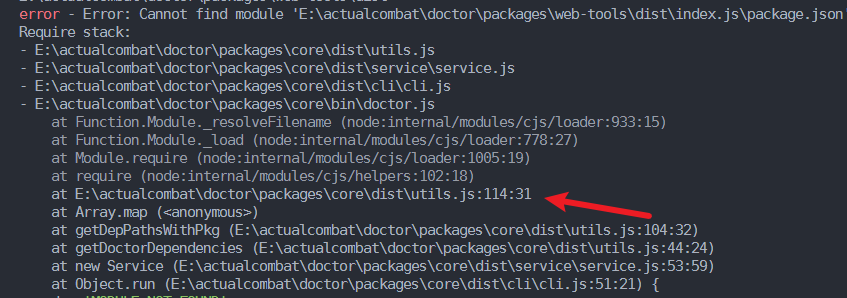 error - Error: Cannot find module 'E:\actualcombat\doctor\packages\web-tools\dist\index.js\package.json'
Require stack:
- E:\actualcombat\doctor\packages\core\dist\utils.js
- E:\actualcombat\doctor\packages\core\dist\service\service.js
- E:\actualcombat\doctor\packages\core\dist\cli\cli.js
- E:\actualcombat\doctor\packages\core\bin\doctor.js
at Function.Module._resolveFilename (node:internal/modules/cjs/loader:933:15)
at Function.Module._load (node:internal/modules/cjs/loader:778:27)
at Module.require (node:internal/modules/cjs/loader:1005:19)
at require (node:internal/modules/cjs/helpers:102:18)
at E:\actualcombat\doctor\packages\core\dist\utils.js:114:31
at Array.map (<anonymous>)
at getDepPathsWithPkg (E:\actualcombat\doctor\packages\core\dist\utils.js:104:32)
at getDoctorDependencies (E:\actualcombat\doctor\packages\core\dist\utils.js:44:24)
at new Service (E:\actualcombat\doctor\packages\core\dist\service\service.js:53:59)
at Object.run (E:\actualcombat\doctor\packages\core\dist\cli\cli.js:51:21) {